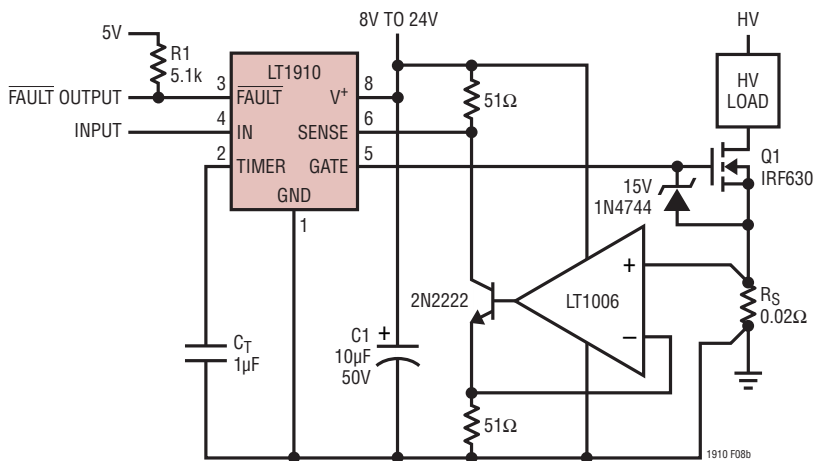 5V
R1
5.1k
8V TO 24V
HV
HV
LOAD
LT1910
3
FAULT
V+
8
FAULT OUTPUT
4
IN
SENSE
6
INPUT
2
TIMER
GATE
5
GND
1
51Ω
Q1
IRF630
15V
1N4744
+
LT1006
–
2N2222
RS
0.02Ω
CT
1µF
C1
10µF
50V
+
51Ω
1910 F08b